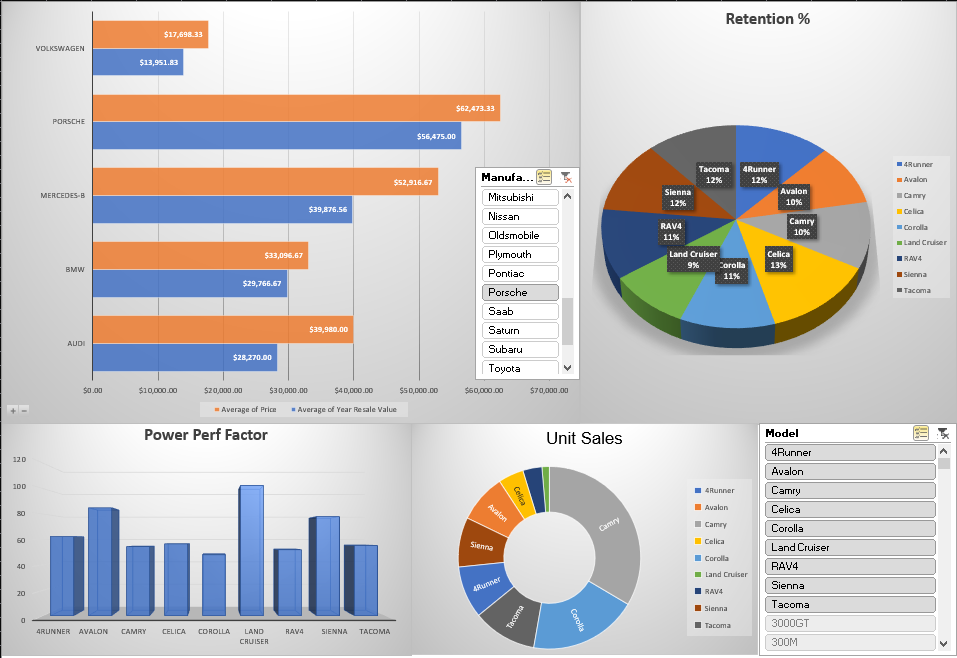 VOLKSWAGEN
$17,698.33
$13,951.83
PORSCHE
$62,473.33
$56,475.00
MERCEDES-B
$52,916.67
$39,876.56
BMW
$33,096.67
$29,766.67
AUDI
$39,980.00
$28,270.00
$0.00 $10,000.00 $20,000.00 $30,000.00 $40,000.00 $50,000.00 $60,000.00 $70,000.00
Average of Price Average of Year Resale Value
Manufa...
Mitsubishi
Nissan
Oldsmobile
Plymouth
Pontiac
Porsche
Saab
Saturn
Subaru
Toyota
Retention %
Tacoma
12%
4Runner
12%
Avalon
10%
Sienna
12%
Camry
10%
RAV4
11%
Land Cruiser
9%
Corolla
11%
Celica
13%
4Runner
Avalon
Camry
Celica
Corolla
Land Cruiser
RAV4
Sienna
Tacoma
Power Perf Factor
120
100
80
60
40
20
0
4RUNNER AVALON CAMRY CELICA COROLLA LAND CRUISER RAV4 SIENNA TACOMA
Unit Sales
Camry
Corolla
Tacoma
4Runner
Sienna
Avalon
Celica
4Runner
Avalon
Camry
Celica
Corolla
Land Cruiser
RAV4
Sienna
Tacoma
Model
4Runner
Avalon
Camry
Celica
Corolla
Land Cruiser
RAV4
Sienna
Tacoma
3000GT
300M